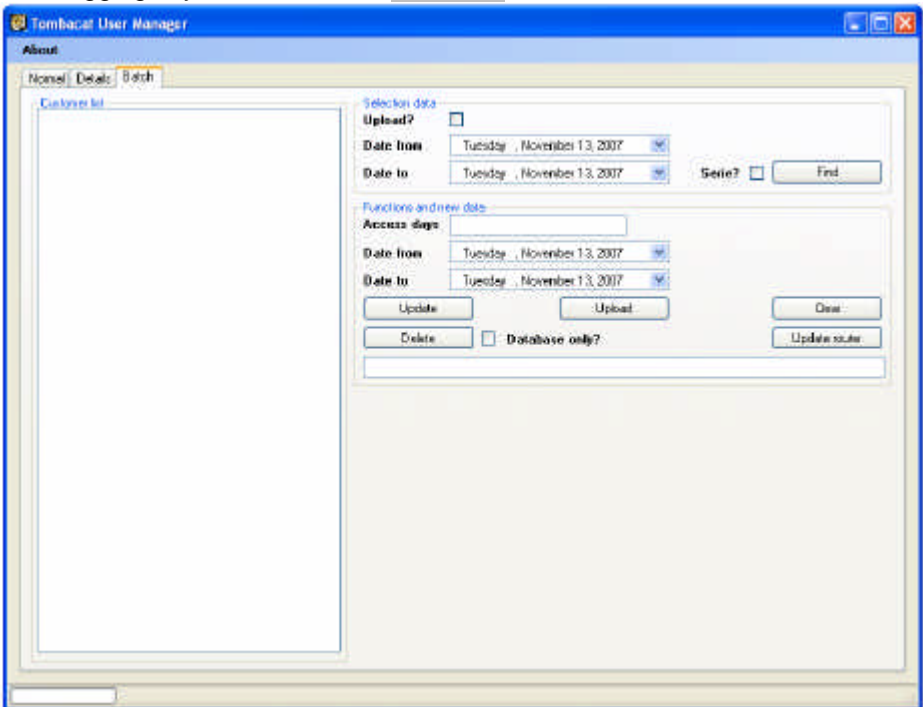 Tombacat User Manager
About
Normal Details Batch
Customer list
Selection data
Upload?
Date from Tuesday , November 13, 2007
Date to Tuesday , November 13, 2007 Serie? Find
Functions and new data
Access days
Date from Tuesday , November 13, 2007
Date to Tuesday , November 13, 2007
Update Upload Clear
Delete Database only? Update router